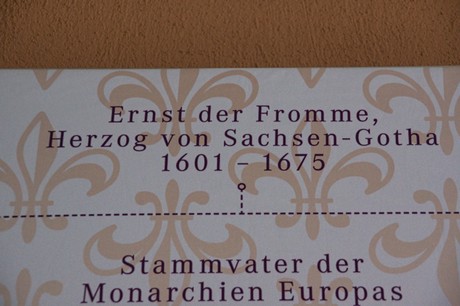 Ernst der Fromme,
Herzog von Sachsen-Gotha
1601 – 1675
Stammvater der
Monarchien Europas